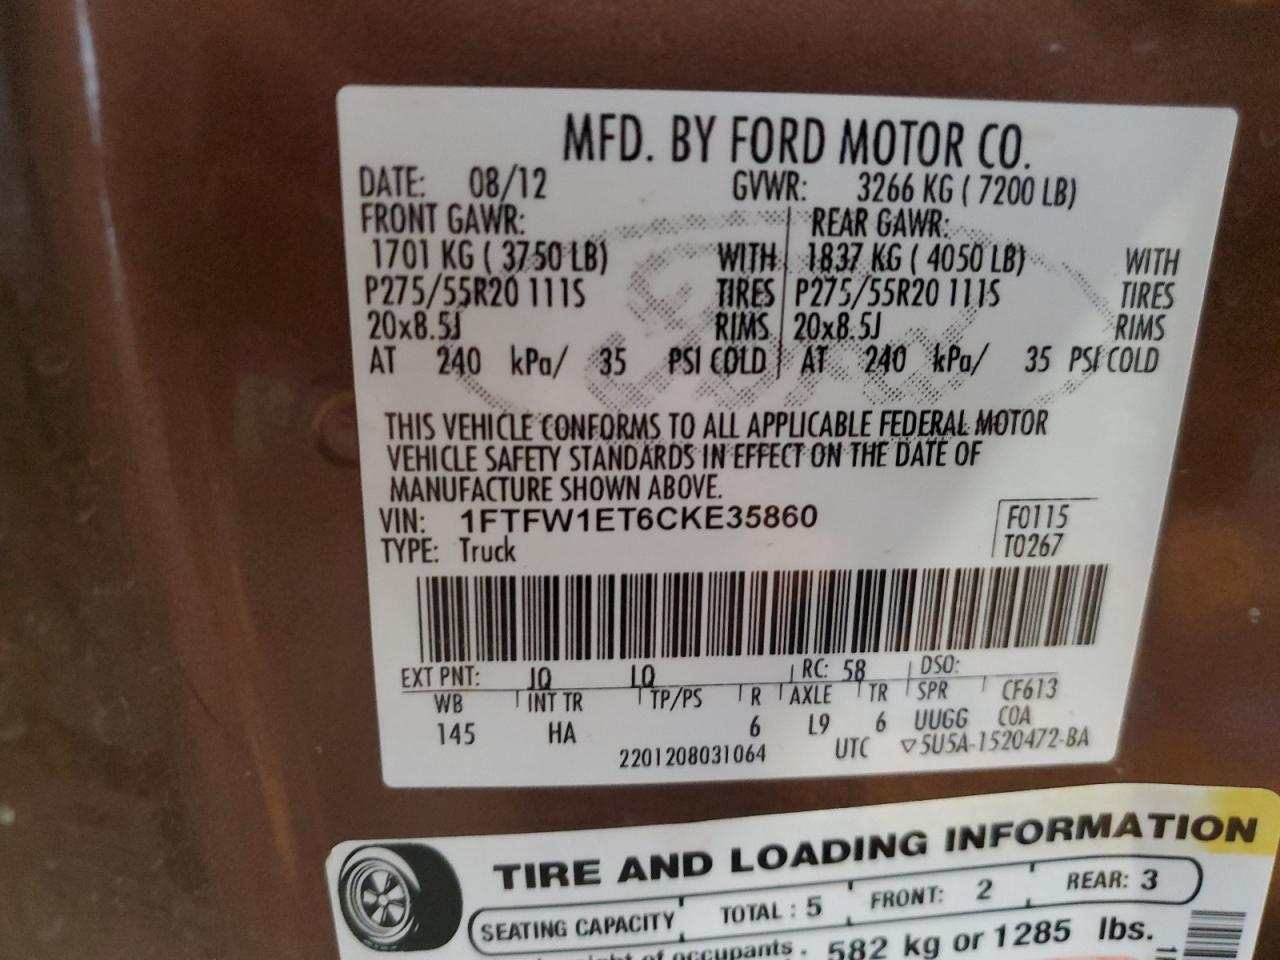 MFD. BY FORD MOTOR CO.
DATE: 08/12 GVWR: 3266 KG ( 7200 LB)
FRONT GAWR: REAR GAWR:
1701 KG ( 3750 LB) WITH 1837 KG ( 4050 LB) WITH
P275/55R20 111S TIRES P275/55R20 111S TIRES
20x8.5J RIMS 20x8.5J RIMS
AT 240 kPa/ 35 PSI COLD AT 240 kPa/ 35 PSI COLD
THIS VEHICLE CONFORMS TO ALL APPLICABLE FEDERAL MOTOR
VEHICLE SAFETY STANDARDS IN EFFECT ON THE DATE OF
MANUFACTURE SHOWN ABOVE.
VIN: 1FTFW1ET6CKE35860 F0115
TYPE: Truck T0267
EXT PNT: JQ LQ RC: 58 DSO:
WB INT TR TP/PS R AXLE TR SPR CF613
145 HA 6 L9 6 UUGG COA
2201208031064 UTC ▽5U5A-1520472-BA
TIRE AND LOADING INFORMATION
SEATING CAPACITY TOTAL : 5 FRONT: 2 REAR: 3
of occupants 582 kg or 1285 lbs.